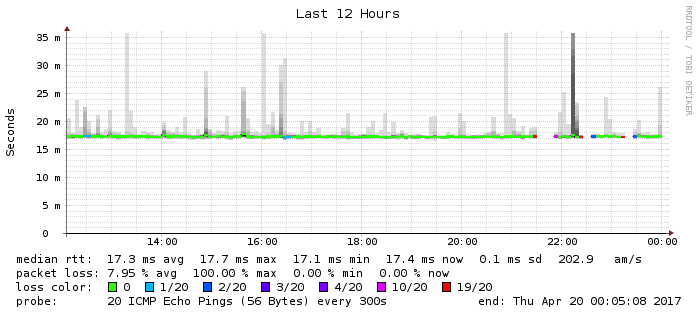 Last 12 Hours
RRDTOOL / TOBI OETIKER
Seconds
35 m
30 m
25 m
20 m
15 m
10 m
5 m
0
14:00 16:00 18:00 20:00 22:00 00:00
median rtt: 17.3 ms avg 17.7 ms max 17.1 ms min 17.4 ms now 0.1 ms sd 202.9 am/s
packet loss: 7.95 % avg 100.00 % max 0.00 % min 0.00 % now
loss color: 0 1/20 2/20 3/20 4/20 10/20 19/20
probe: 20 ICMP Echo Pings (56 Bytes) every 300s end: Thu Apr 20 00:05:08 2017